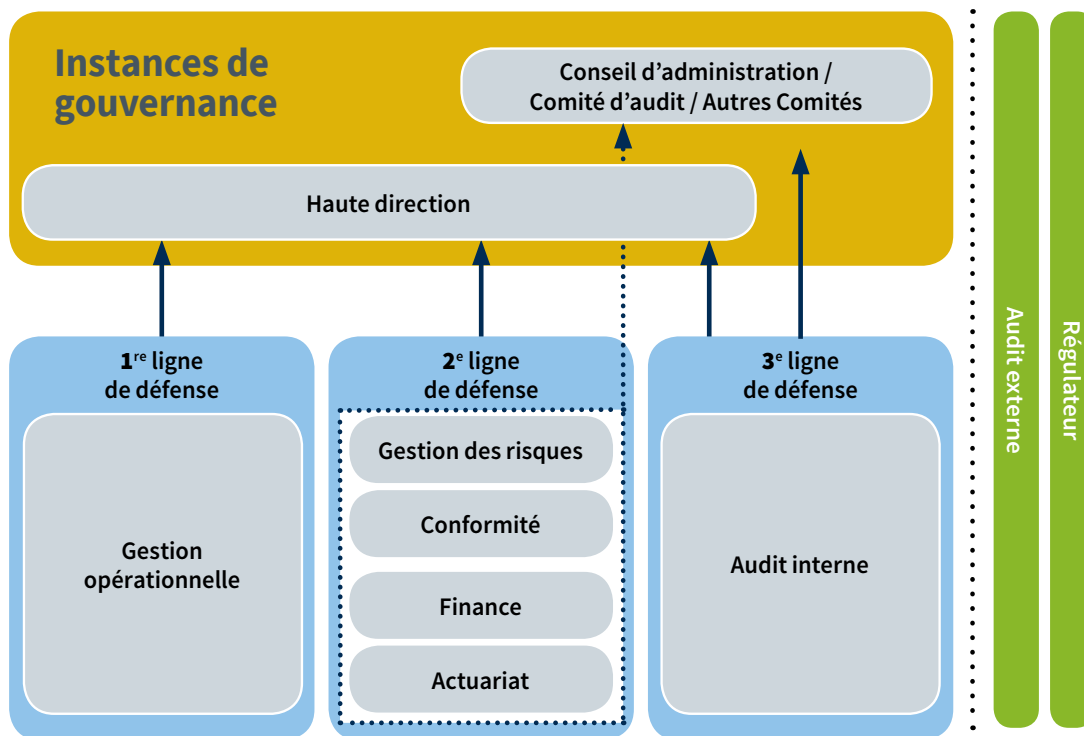 Instances de
gouvernance
Conseil d’administration /
Comité d’audit / Autres Comités
Haute direction
1re ligne
de défense
Gestion
opérationnelle
2e ligne
de défense
Gestion des risques
Conformité
Finance
Actuariat
3e ligne
de défense
Audit interne
Audit externe
Régulateur